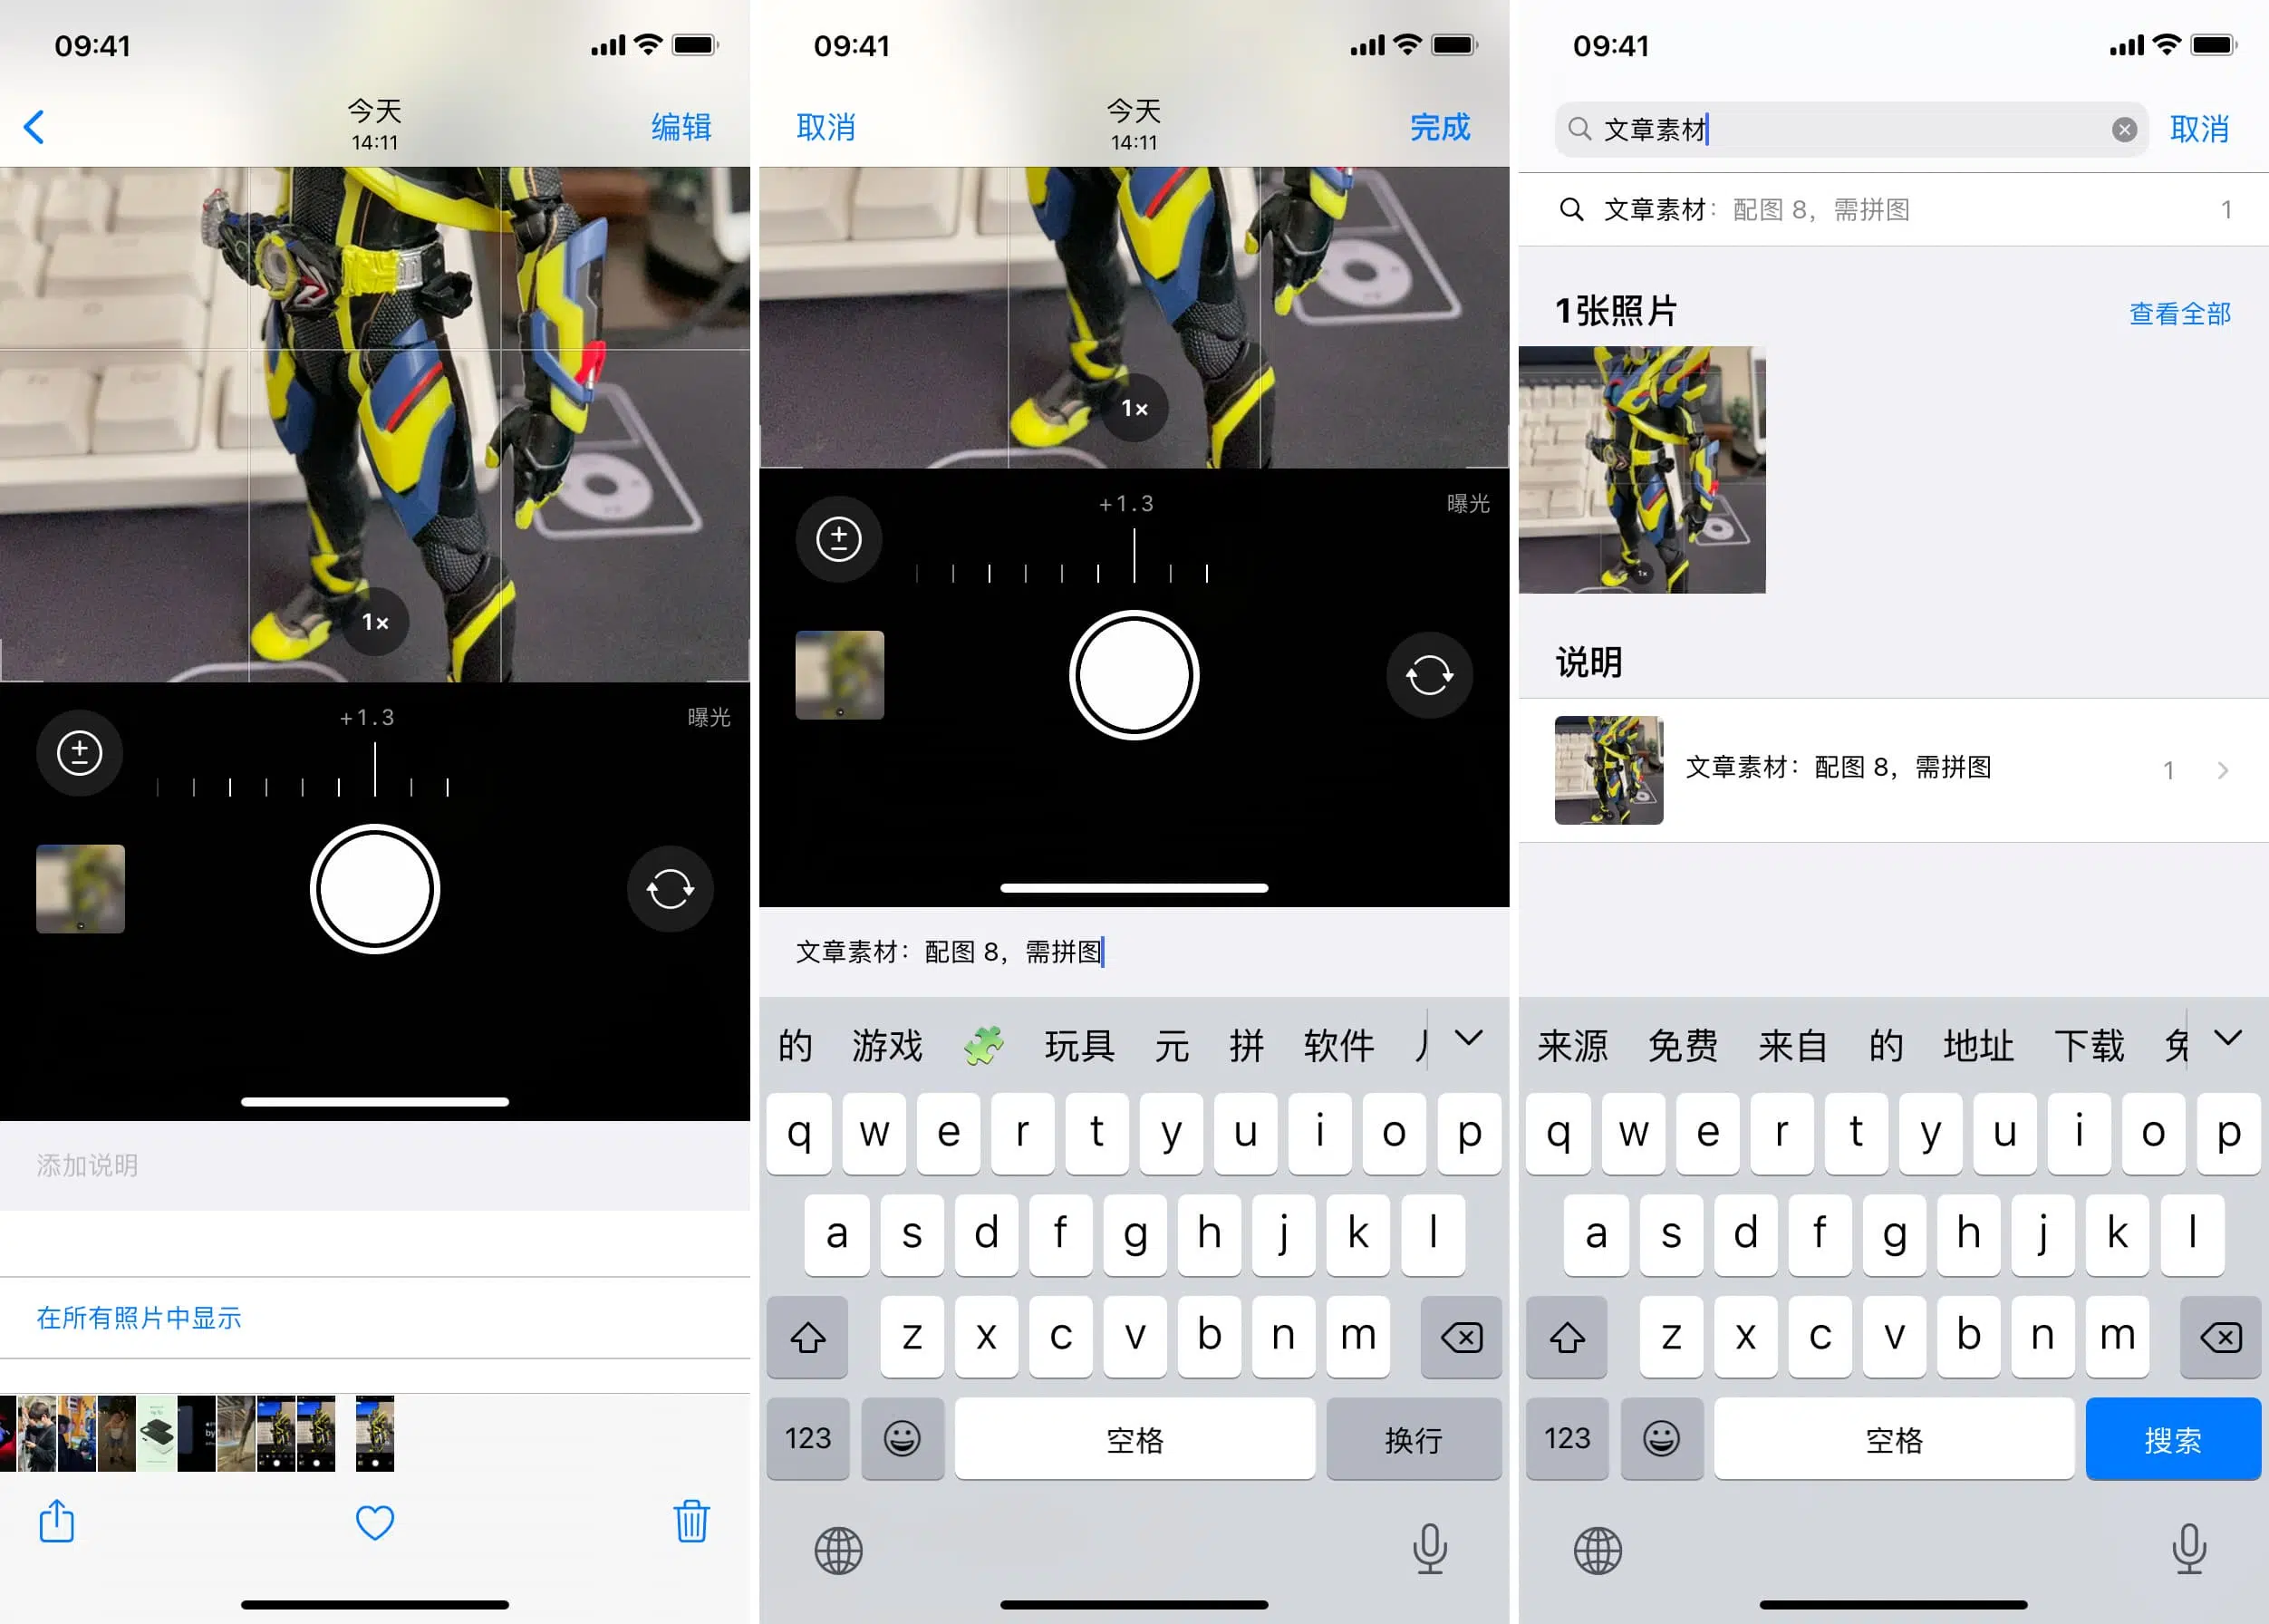 09:41
今天
14:11
编辑
1×
+1.3
曝光
添加说明
在所有照片中显示
09:41
取消
今天
14:11
完成
1×
+1.3
曝光
文章素材：配图 8，需拼图
的 游戏 🧩 玩具 元 拼 软件
q w e r t y u i o p
a s d f g h j k l
z x c v b n m
123 空格 换行
09:41
文章素材
取消
文章素材：配图 8，需拼图 1
1张照片
查看全部
1×
说明
文章素材：配图 8，需拼图 1
来源 免费 来自 的 地址 下载
q w e r t y u i o p
a s d f g h j k l
z x c v b n m
123 空格 搜索